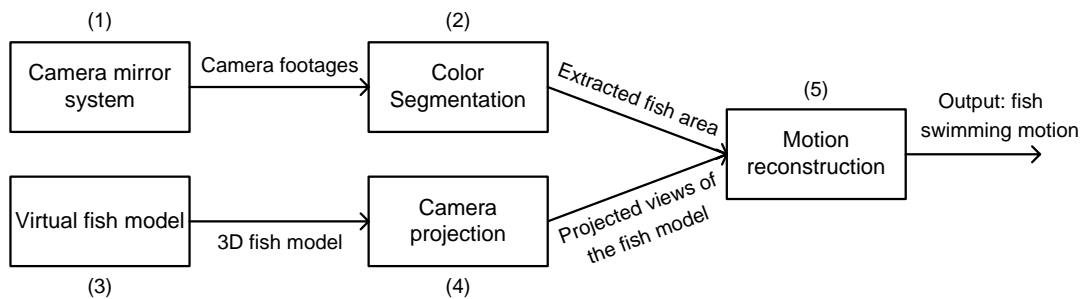 (1)
Camera mirror
system
Camera footages
(2)
Color
Segmentation
Extracted fish area
(3)
Virtual fish model
3D fish model
(4)
Camera
projection
Projected views of
the fish model
(5)
Motion
reconstruction
Output: fish
swimming motion